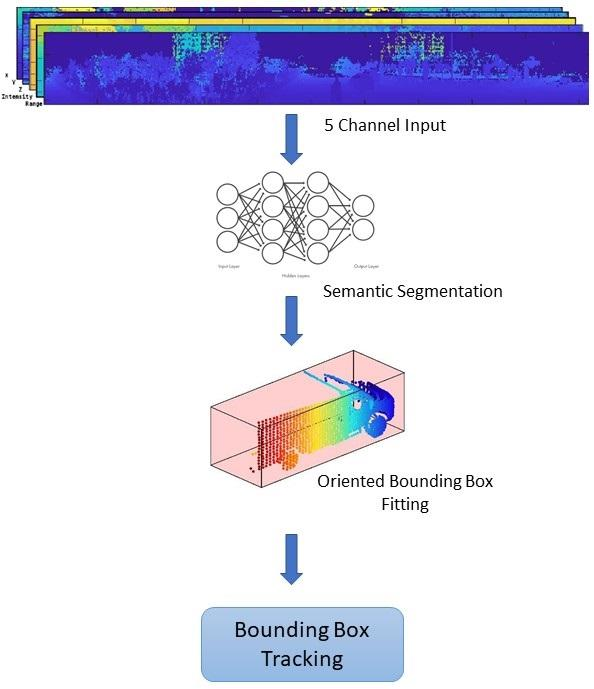 X
Y
Z
Intensity
Range
5 Channel Input
Input Layer
Hidden Layers
Output Layer
Semantic Segmentation
Oriented Bounding Box
Fitting
Bounding Box
Tracking